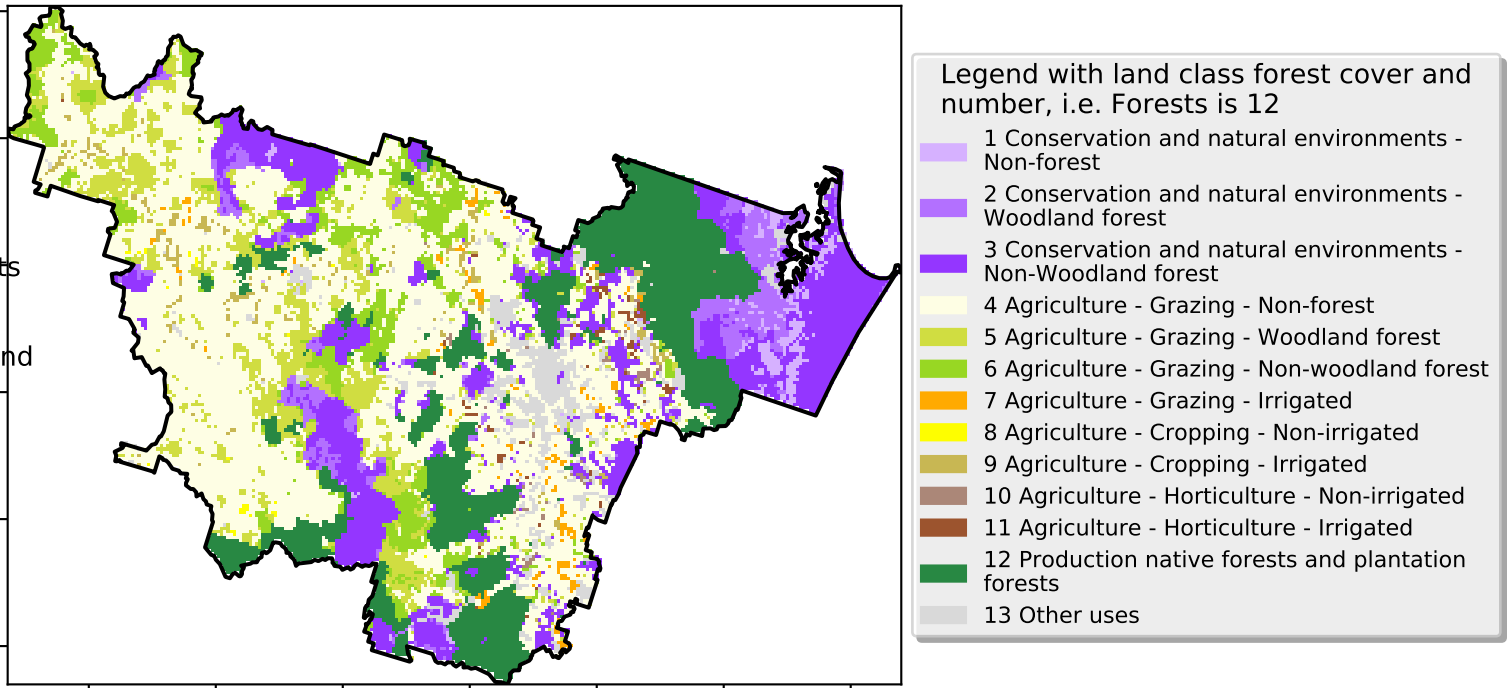 ts
nd
Legend with land class forest cover and
number, i.e. Forests is 12
1 Conservation and natural environments -
Non-forest
2 Conservation and natural environments -
Woodland forest
3 Conservation and natural environments -
Non-Woodland forest
4 Agriculture - Grazing - Non-forest
5 Agriculture - Grazing - Woodland forest
6 Agriculture - Grazing - Non-woodland forest
7 Agriculture - Grazing - Irrigated
8 Agriculture - Cropping - Non-irrigated
9 Agriculture - Cropping - Irrigated
10 Agriculture - Horticulture - Non-irrigated
11 Agriculture - Horticulture - Irrigated
12 Production native forests and plantation
forests
13 Other uses